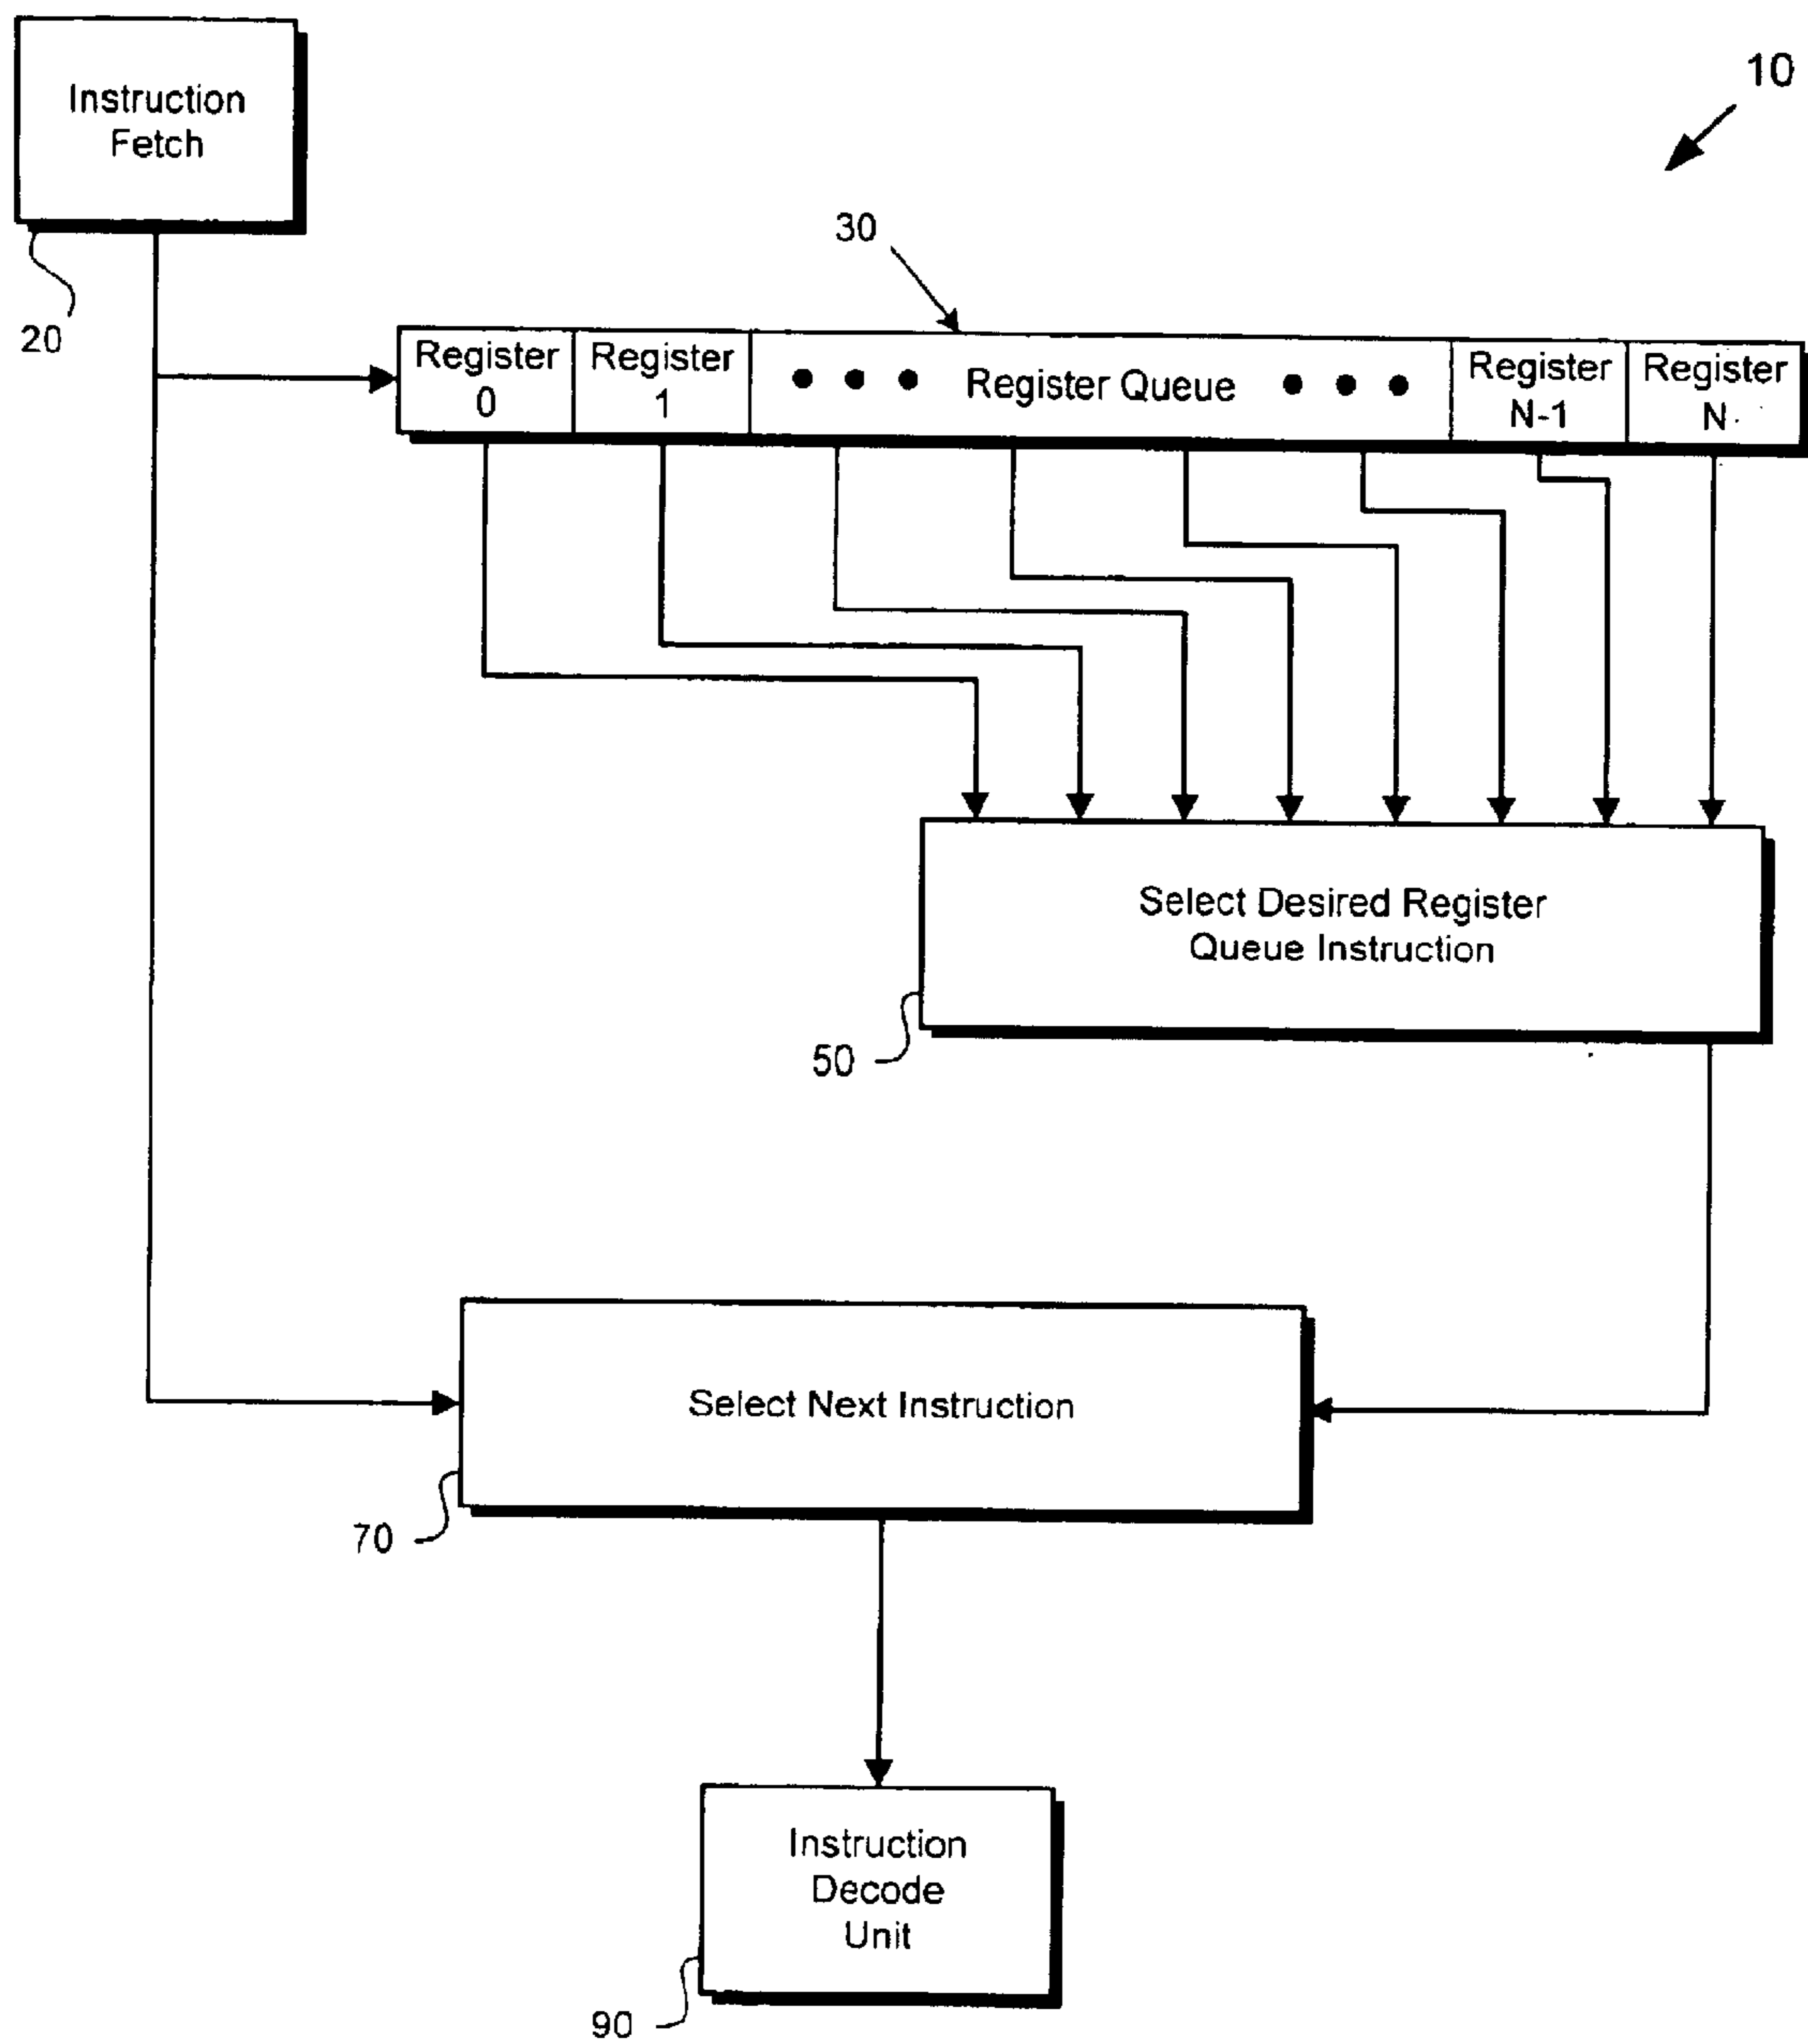 Instruction
Fetch
10
20
30
Register
0
Register
1
• • • Register Queue • • •
Register
N-1
Register
N
Select Desired Register
Queue Instruction
50
Select Next Instruction
70
Instruction
Decode
Unit
90